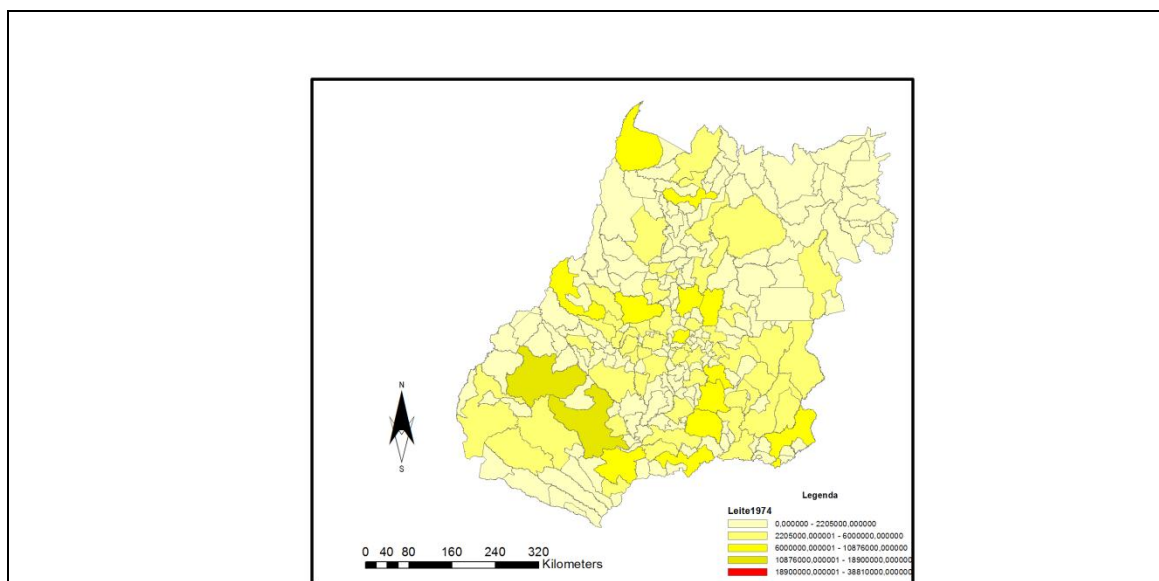 N
S
Legenda
Leite1974
0,000000 - 2205000,000000
2205000,000001 - 6000000,000000
6000000,000001 - 10876000,000000
10876000,000001 - 18900000,000000
18900000,000001 - 38810000,000000
0 40 80 160 240 320
Kilometers